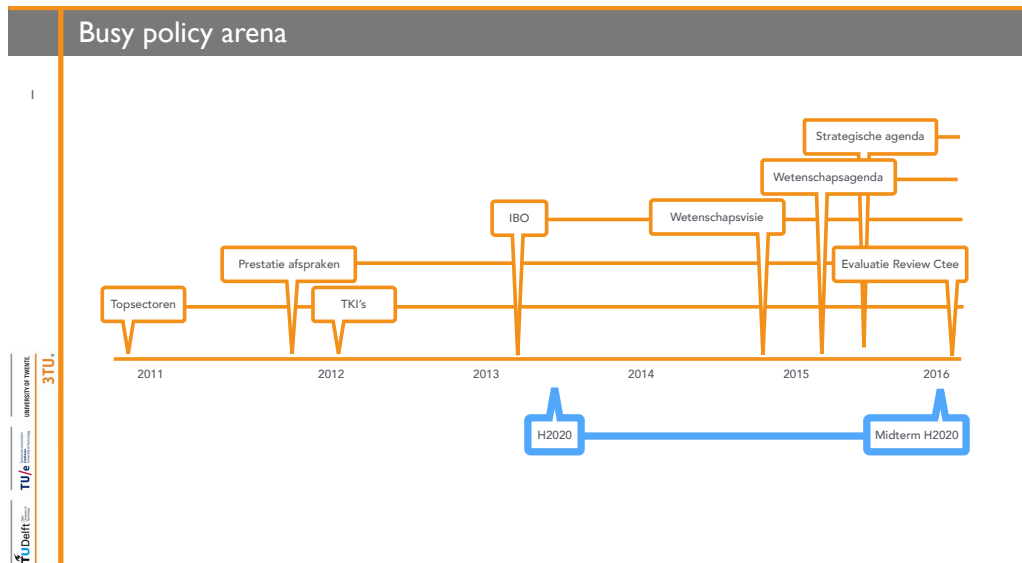 Busy policy arena
1
Strategische agenda
Wetenschapsagenda
IBO
Wetenschapsvisie
Prestatie afspraken
Evaluatie Review Ctee
Topsectoren
TKI's
2011
2012
2013
2014
2015
2016
H2020
Midterm H2020
3TU.
UNIVERSITY OF TWENTE.
TU/e
TUDelft